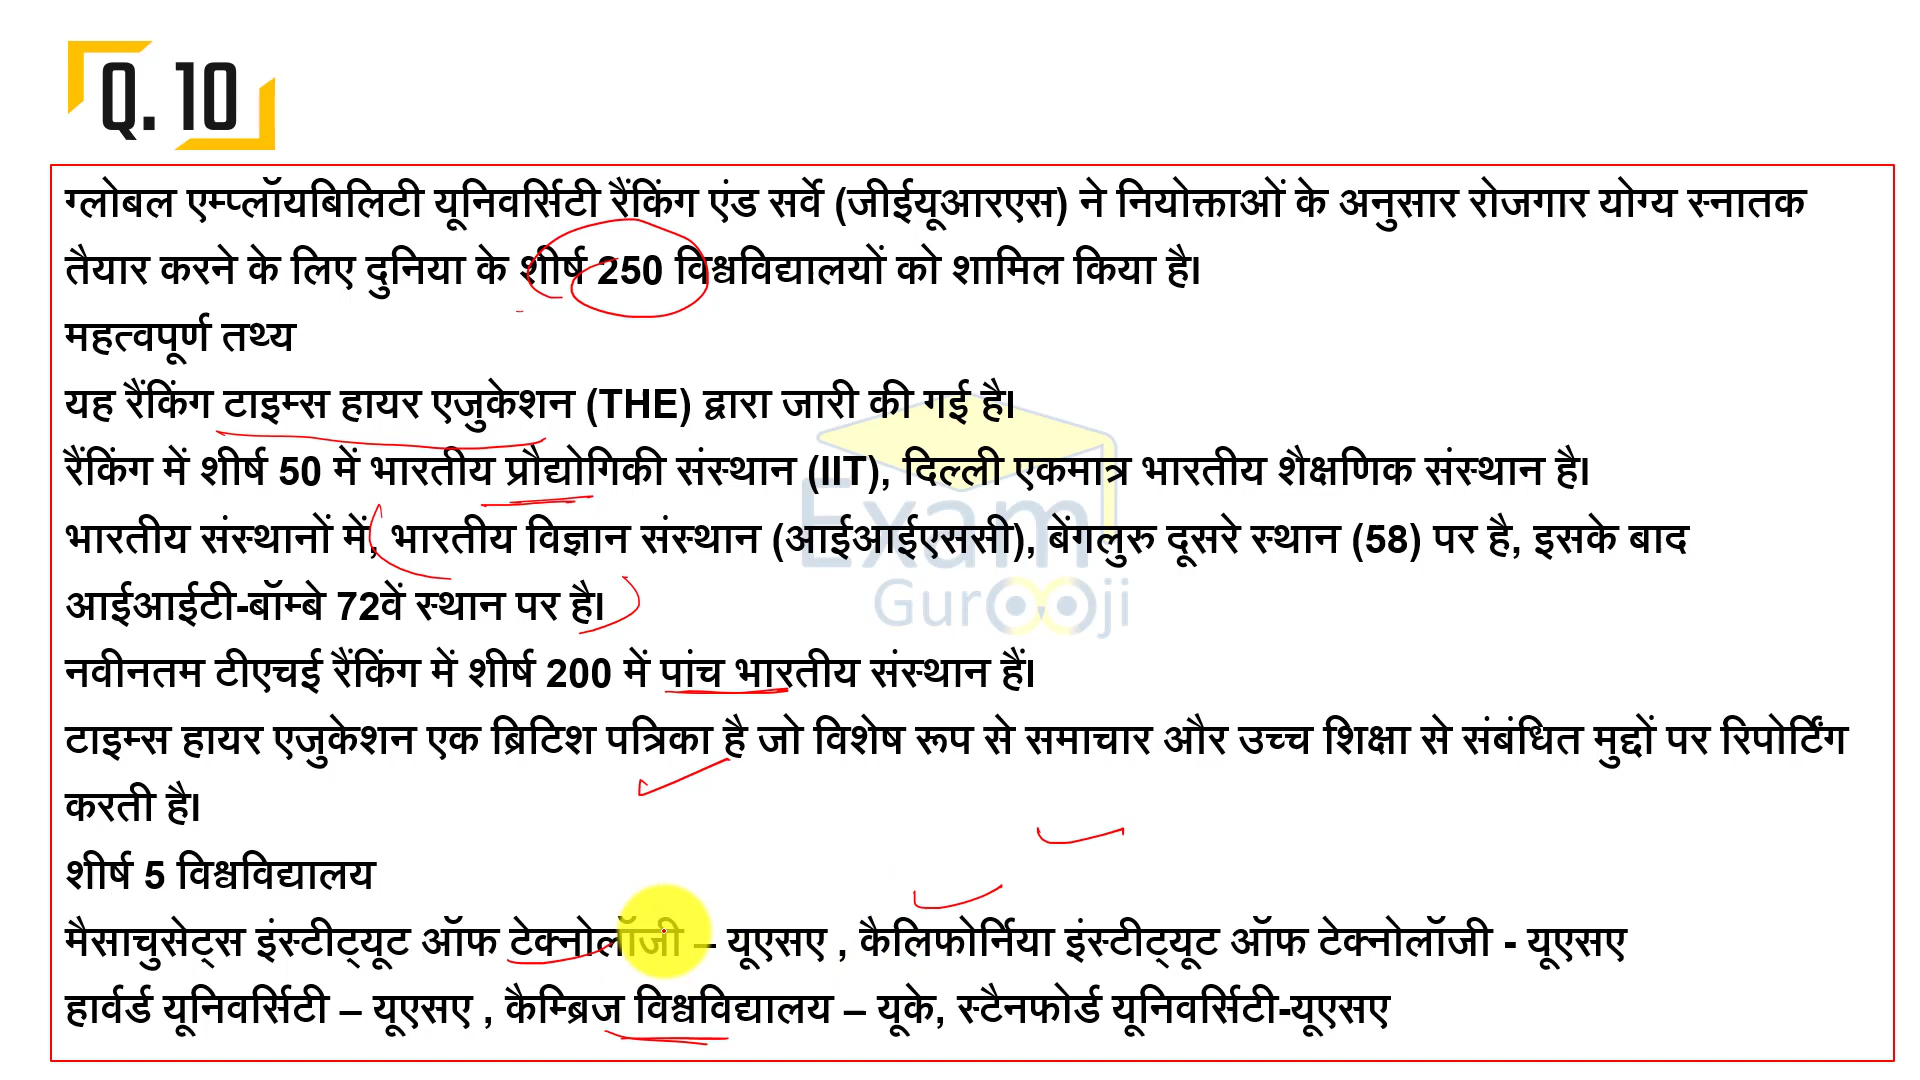 Q. 10
ग्लोबल एम्प्लॉयबिलिटी यूनिवर्सिटी रैंकिंग एंड सर्वे (जीईयूआरएस) ने नियोक्ताओं के अनुसार रोजगार योग्य स्नातक
तैयार करने के लिए दुनिया के शीर्ष 250 विश्वविद्यालयों को शामिल किया है।
महत्वपूर्ण तथ्य
यह रैंकिंग टाइम्स हायर एजुकेशन (THE) द्वारा जारी की गई है।
रैंकिंग में शीर्ष 50 में भारतीय प्रौद्योगिकी संस्थान (IIT), दिल्ली एकमात्र भारतीय शैक्षणिक संस्थान है।
भारतीय संस्थानों में, भारतीय विज्ञान संस्थान (आईआईएससी), बेंगलुरु दूसरे स्थान (58) पर है, इसके बाद
आईआईटी-बॉम्बे 72वें स्थान पर है।
नवीनतम टीएचई रैंकिंग में शीर्ष 200 में पांच भारतीय संस्थान हैं।
टाइम्स हायर एजुकेशन एक ब्रिटिश पत्रिका है जो विशेष रूप से समाचार और उच्च शिक्षा से संबंधित मुद्दों पर रिपोर्टिंग
करती है।
शीर्ष 5 विश्वविद्यालय
मैसाचुसेट्स इंस्टीट्यूट ऑफ टेक्नोलॉजी – यूएसए , कैलिफोर्निया इंस्टीट्यूट ऑफ टेक्नोलॉजी - यूएसए
हार्वर्ड यूनिवर्सिटी – यूएसए , कैम्ब्रिज विश्वविद्यालय – यूके, स्टैनफोर्ड यूनिवर्सिटी-यूएसए
Exam
Gurooji